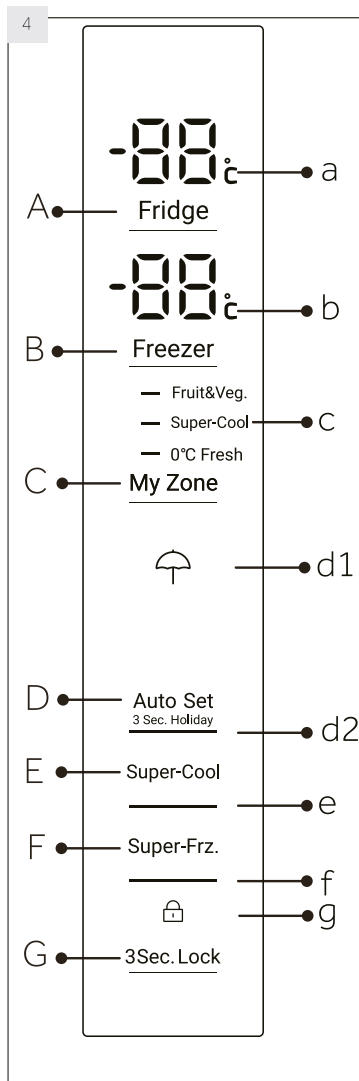 4
-88°c
a
A
Fridge
-88°c
b
B
Freezer
Fruit&Veg.
Super-Cool
c
0°C Fresh
C
My Zone
d1
D
Auto Set
3 Sec. Holiday
d2
E
Super-Cool
e
F
Super-Frz.
f
g
G
3Sec. Lock